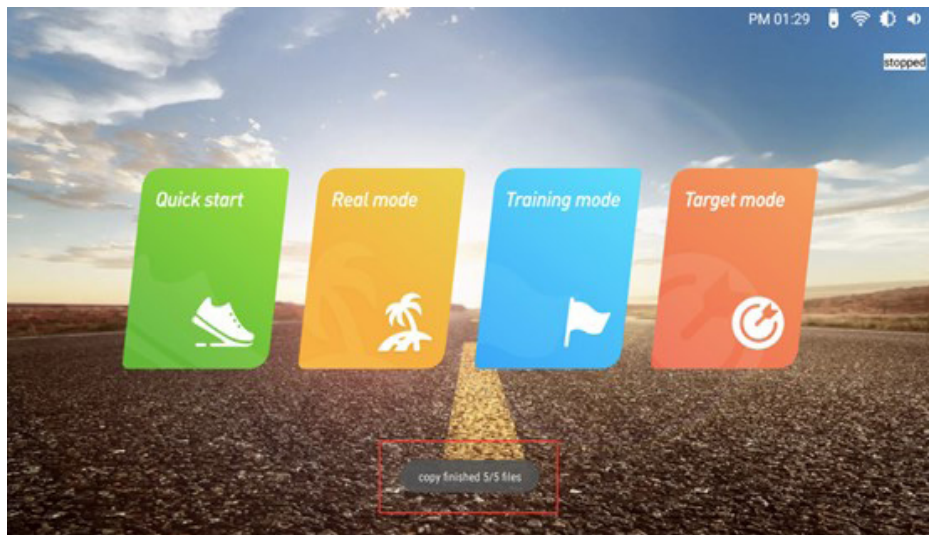 PM 01:29
stopped
Quick start
Real mode
Training mode
Target mode
copy finished 5/5 files